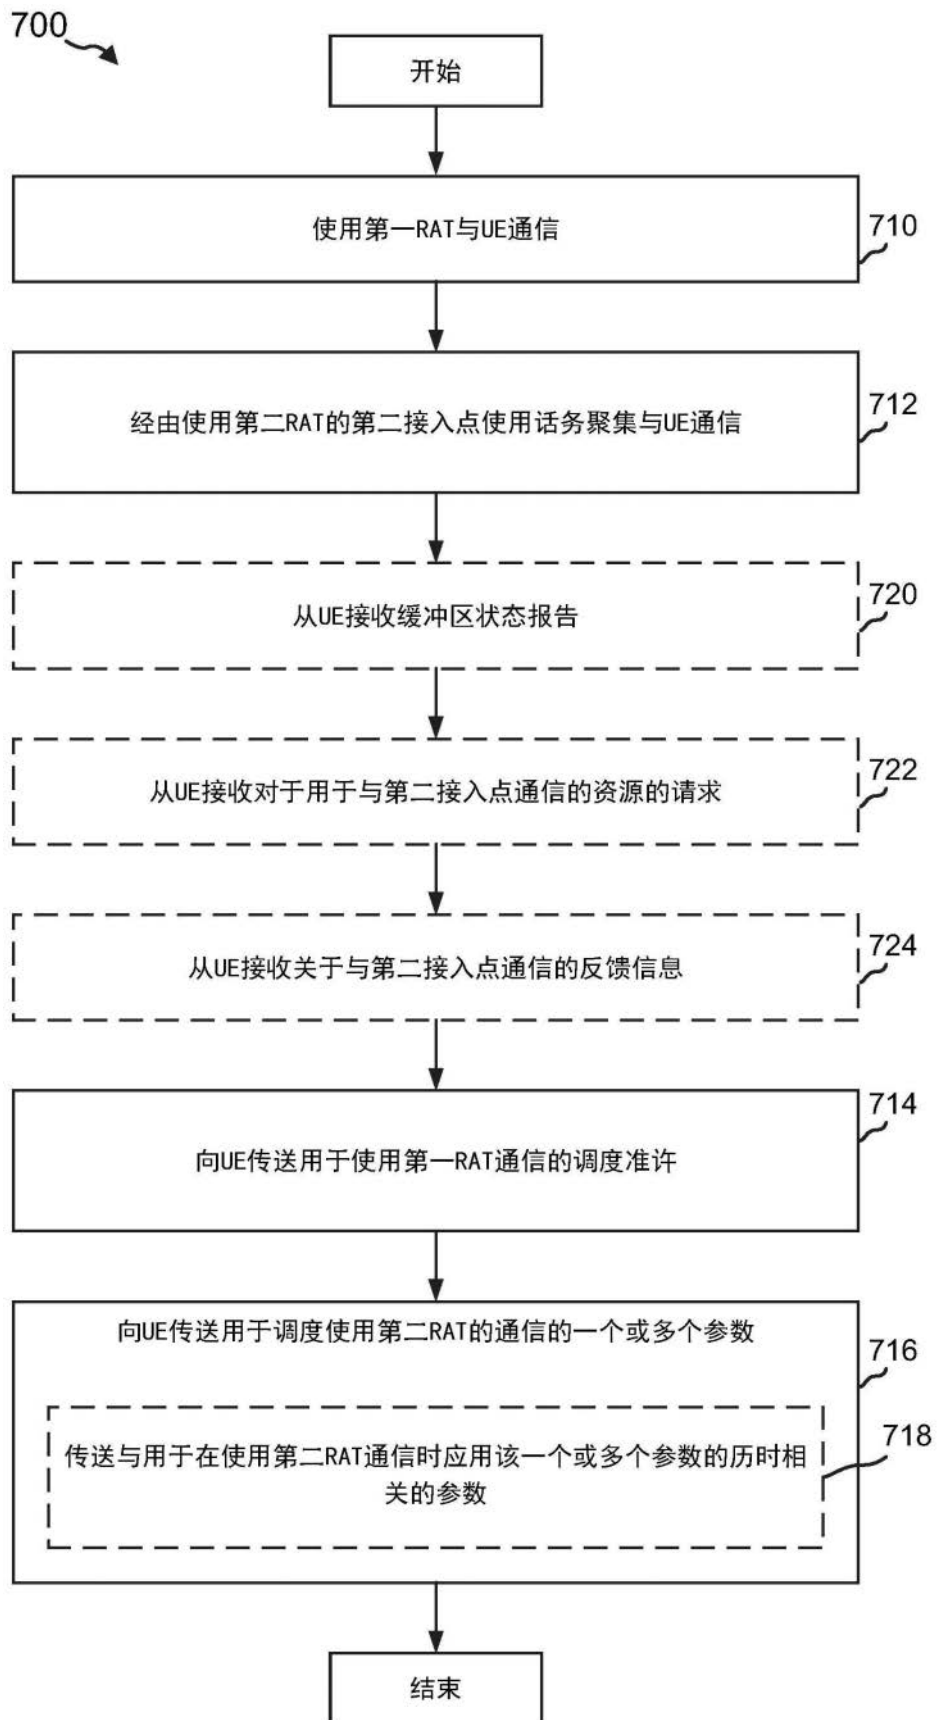 700
开始
使用第一RAT与UE通信
710
经由使用第二RAT的第二接入点使用话务聚集与UE通信
712
从UE接收缓冲区状态报告
720
从UE接收对于用于与第二接入点通信的资源的请求
722
从UE接收关于与第二接入点通信的反馈信息
724
向UE传送用于使用第一RAT通信的调度准许
714
向UE传送用于调度使用第二RAT的通信的一个或多个参数
716
传送与用于在使用第二RAT通信时应用该一个或多个参数的历时相
关的参数
718
结束